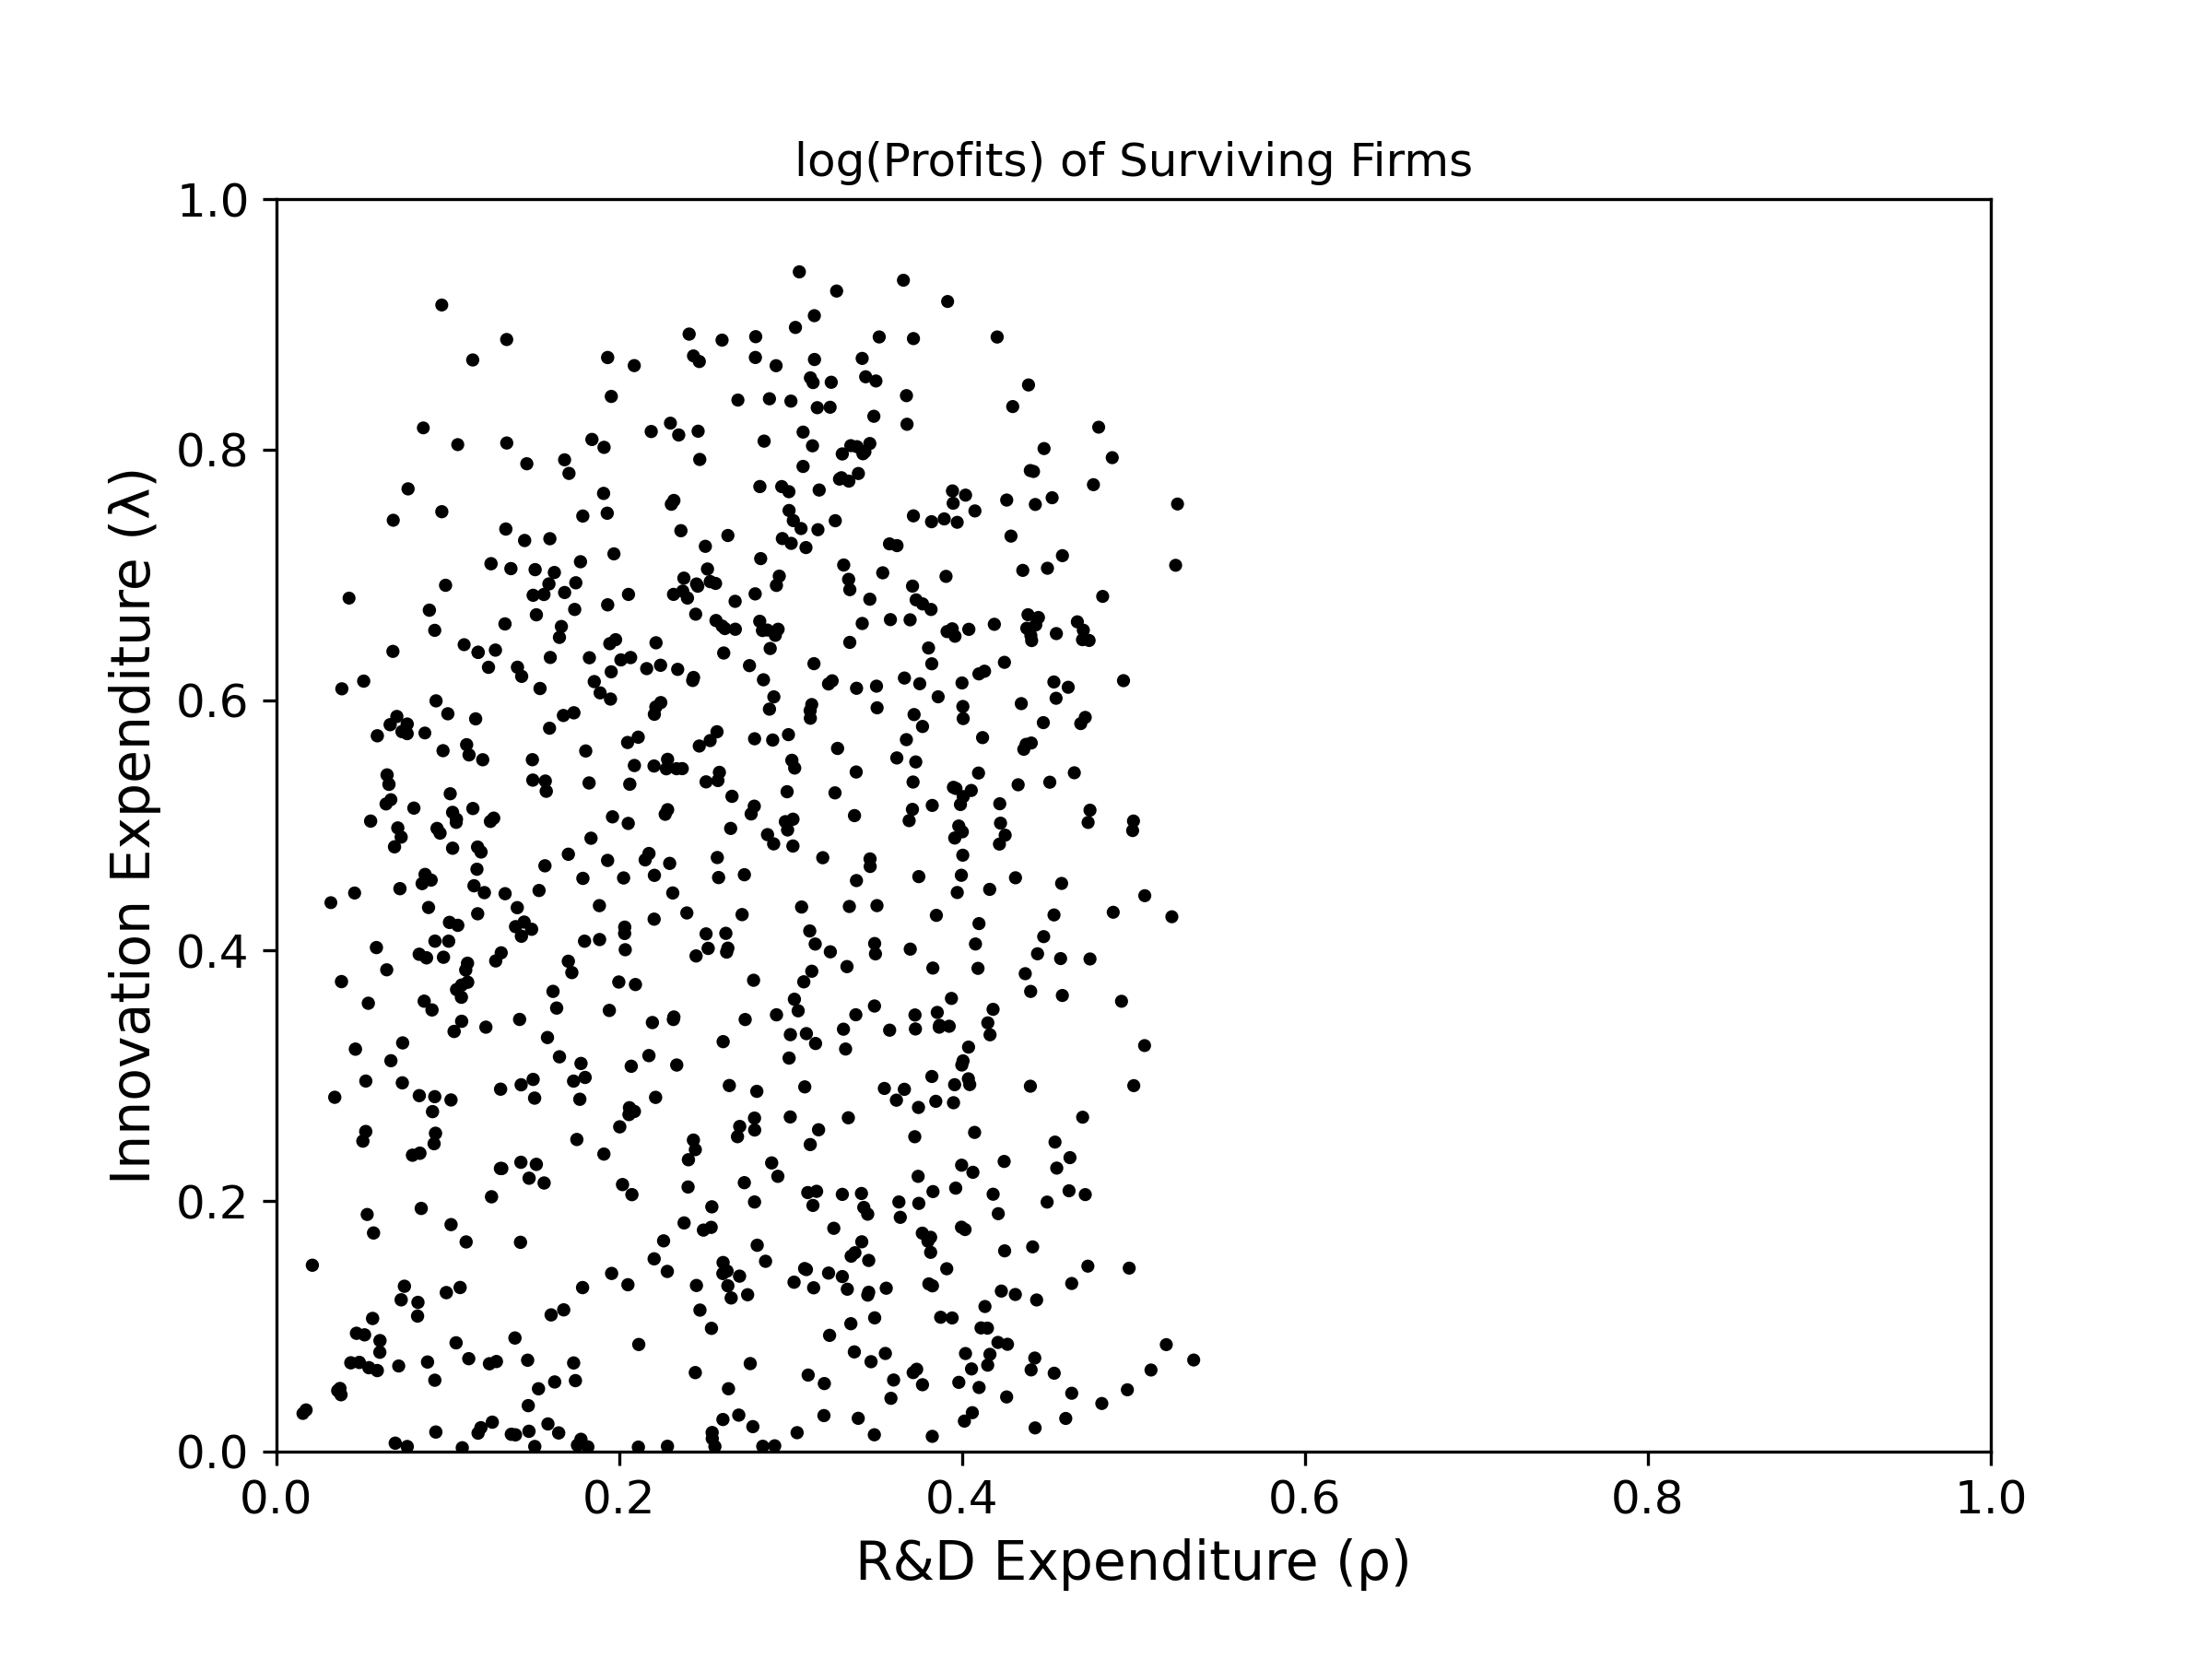 log(Profits) of Surviving Firms
1.0
0.8
0.6
0.4
0.2
0.0
Innovation Expenditure (λ)
0.0 0.2 0.4 0.6 0.8 1.0
R&D Expenditure (ρ)